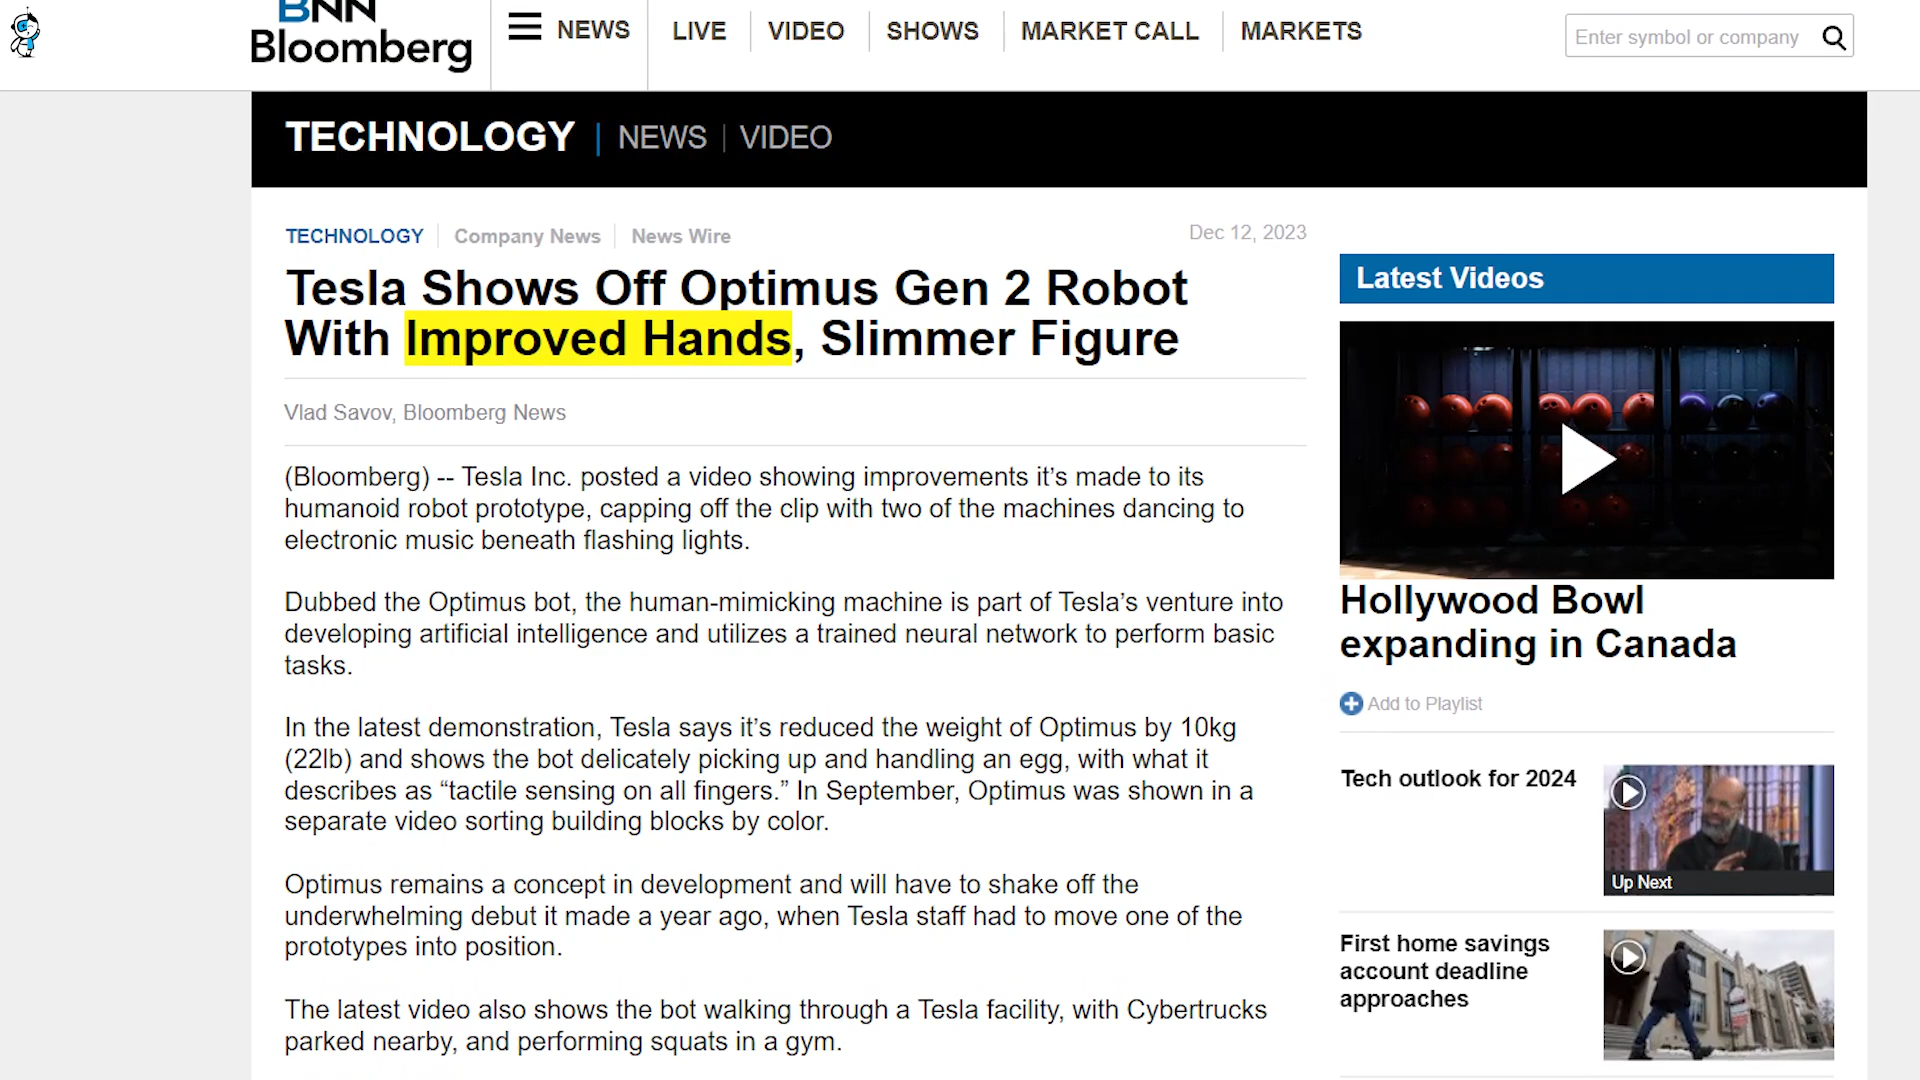 BNN
Bloomberg
NEWS
LIVE
VIDEO
SHOWS
MARKET CALL
MARKETS
Enter symbol or company
TECHNOLOGY | NEWS | VIDEO
TECHNOLOGY
Company News
News Wire
Dec 12, 2023
Tesla Shows Off Optimus Gen 2 Robot
With Improved Hands, Slimmer Figure
Vlad Savov, Bloomberg News
(Bloomberg) -- Tesla Inc. posted a video showing improvements it’s made to its
humanoid robot prototype, capping off the clip with two of the machines dancing to
electronic music beneath flashing lights.
Dubbed the Optimus bot, the human-mimicking machine is part of Tesla’s venture into
developing artificial intelligence and utilizes a trained neural network to perform basic
tasks.
In the latest demonstration, Tesla says it’s reduced the weight of Optimus by 10kg
(22lb) and shows the bot delicately picking up and handling an egg, with what it
describes as “tactile sensing on all fingers.” In September, Optimus was shown in a
separate video sorting building blocks by color.
Optimus remains a concept in development and will have to shake off the
underwhelming debut it made a year ago, when Tesla staff had to move one of the
prototypes into position.
The latest video also shows the bot walking through a Tesla facility, with Cybertrucks
parked nearby, and performing squats in a gym.
Latest Videos
Hollywood Bowl
expanding in Canada
Add to Playlist
Tech outlook for 2024
Up Next
First home savings
account deadline
approaches